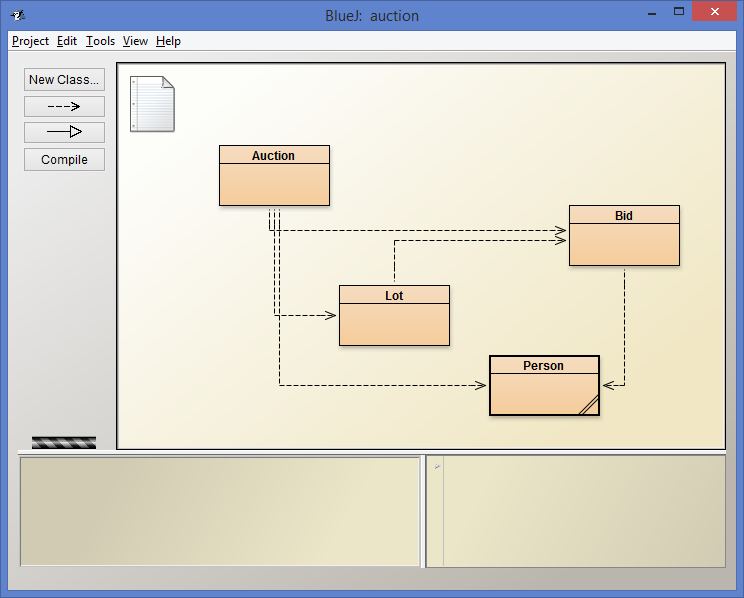 BlueJ: auction
Project Edit Tools View Help
New Class...
Compile
Auction
Bid
Lot
Person